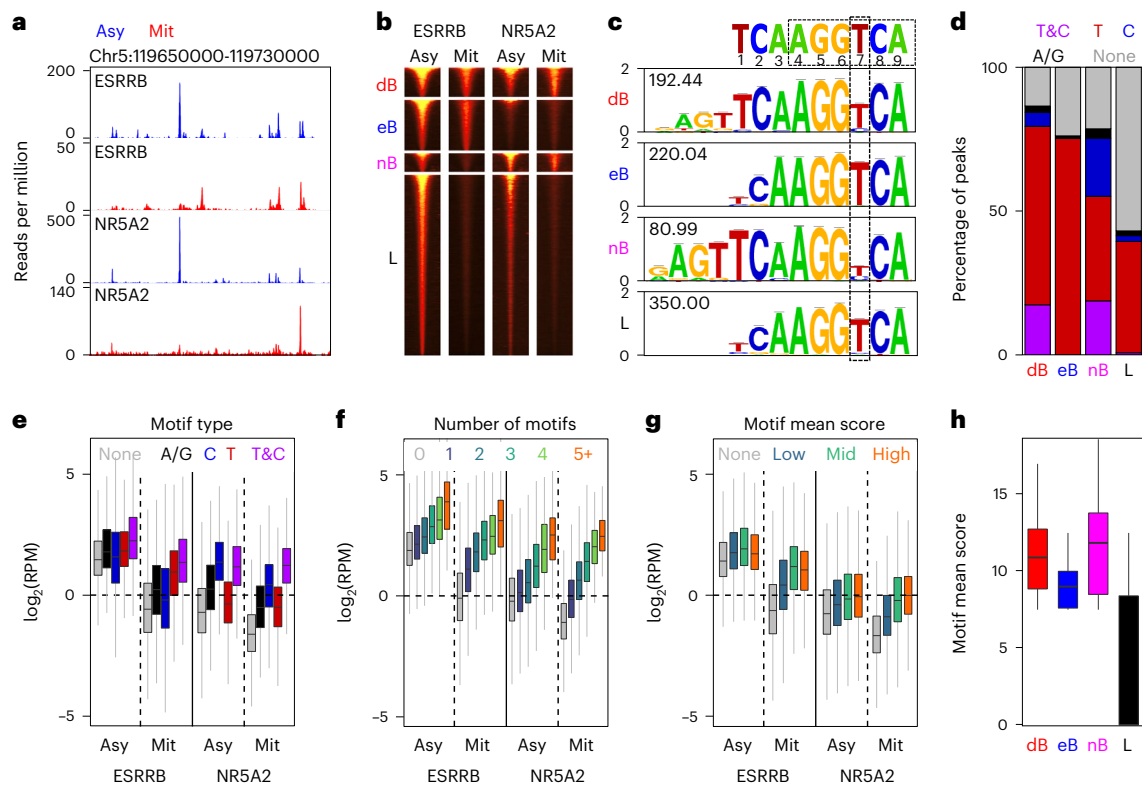 a
Asy Mit
Chr5:119650000-119730000
200
ESRRB
0
50
ESRRB
0
500
NR5A2
0
140
NR5A2
0
Reads per million
b
ESRRB NR5A2
Asy Mit Asy Mit
dB
eB
nB
L
c
TCAAGGTCA
1 2 3 4 5 6 7 8 9
2
192.44
dB
AGTTCAAGGTCA
0
2
220.04
eB
TCAAGGTCA
0
2
80.99
nB
GAGTTCAAGGTCA
0
2
350.00
L
TCAAGGTCA
0
d
T&C T C
A/G None
100
50
0
Percentage of peaks
dB eB nB L
e
Motif type
None A/G C T T&C
5
0
−5
log2(RPM)
Asy Mit Asy Mit
ESRRB NR5A2
f
Number of motifs
0 1 2 3 4 5+
5
0
−5
log2(RPM)
Asy Mit Asy Mit
ESRRB NR5A2
g
Motif mean score
None Low Mid High
5
0
−5
log2(RPM)
Asy Mit Asy Mit
ESRRB NR5A2
h
15
10
5
0
Motif mean score
dB eB nB L